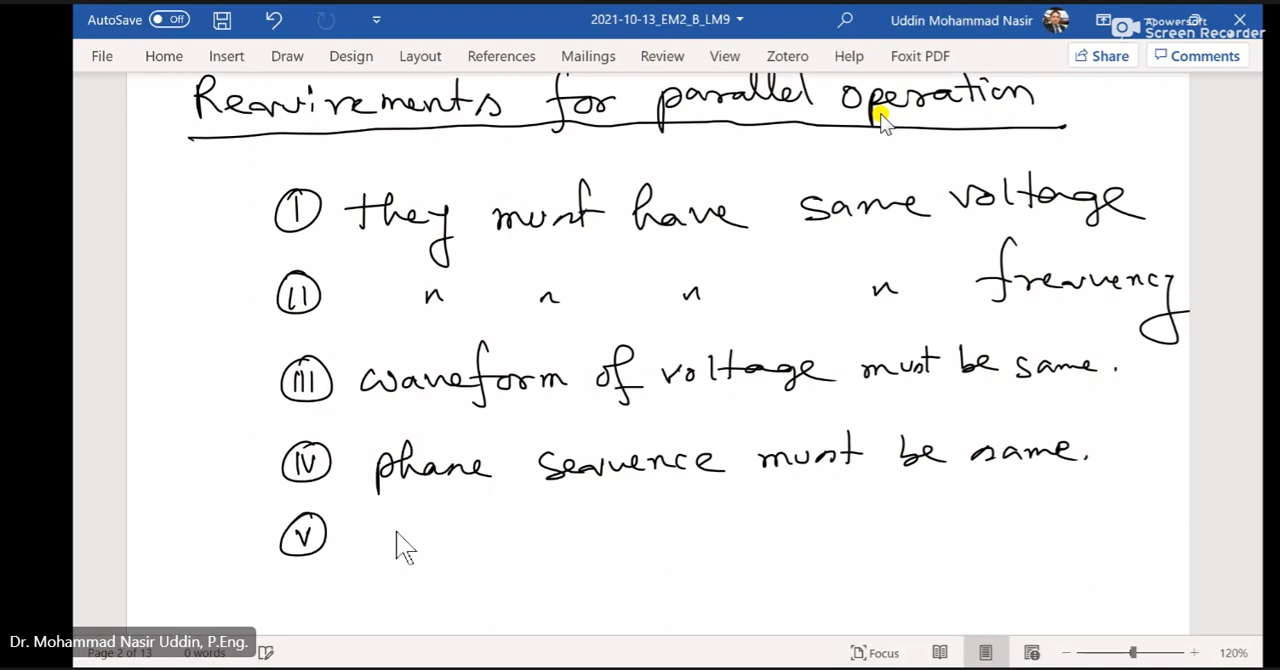 AutoSave Off 2021-10-13_EM2_B_LM9 Uddin Mohammad Nasir
Apowersoft
Screen Recorder
File Home Insert Draw Design Layout References Mailings Review View Zotero Help Foxit PDF Share Comments
Requirements for parallel operation
I they must have same voltage
II " " " " frequency
III waveform of voltage must be same.
IV phase sequence must be same.
V
Dr. Mohammad Nasir Uddin, P.Eng.
Page 2 of 13 0 words Focus 120%